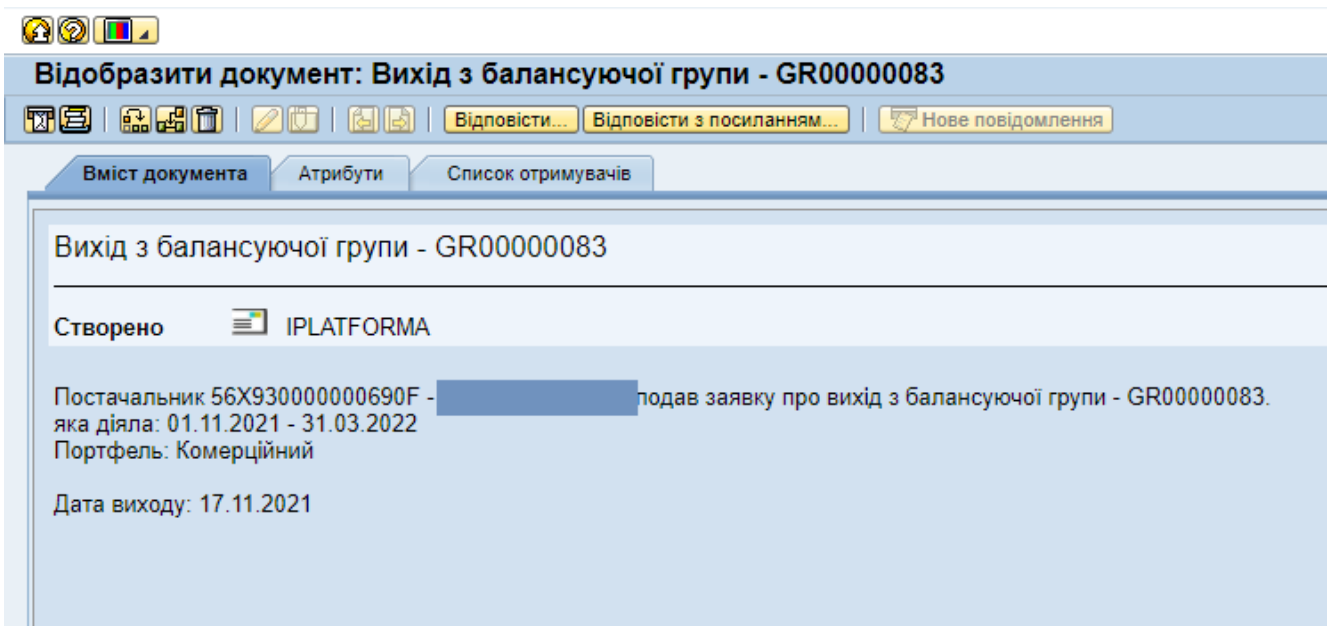 Відобразити документ: Вихід з балансуючої групи - GR00000083
Відповісти... Відповісти з посиланням... Нове повідомлення
Вміст документа Атрибути Список отримувачів
Вихід з балансуючої групи - GR00000083
Створено IPLATFORMA
Постачальник 56X930000000690F - подав заявку про вихід з балансуючої групи - GR00000083.
яка діяла: 01.11.2021 - 31.03.2022
Портфель: Комерційний
Дата виходу: 17.11.2021